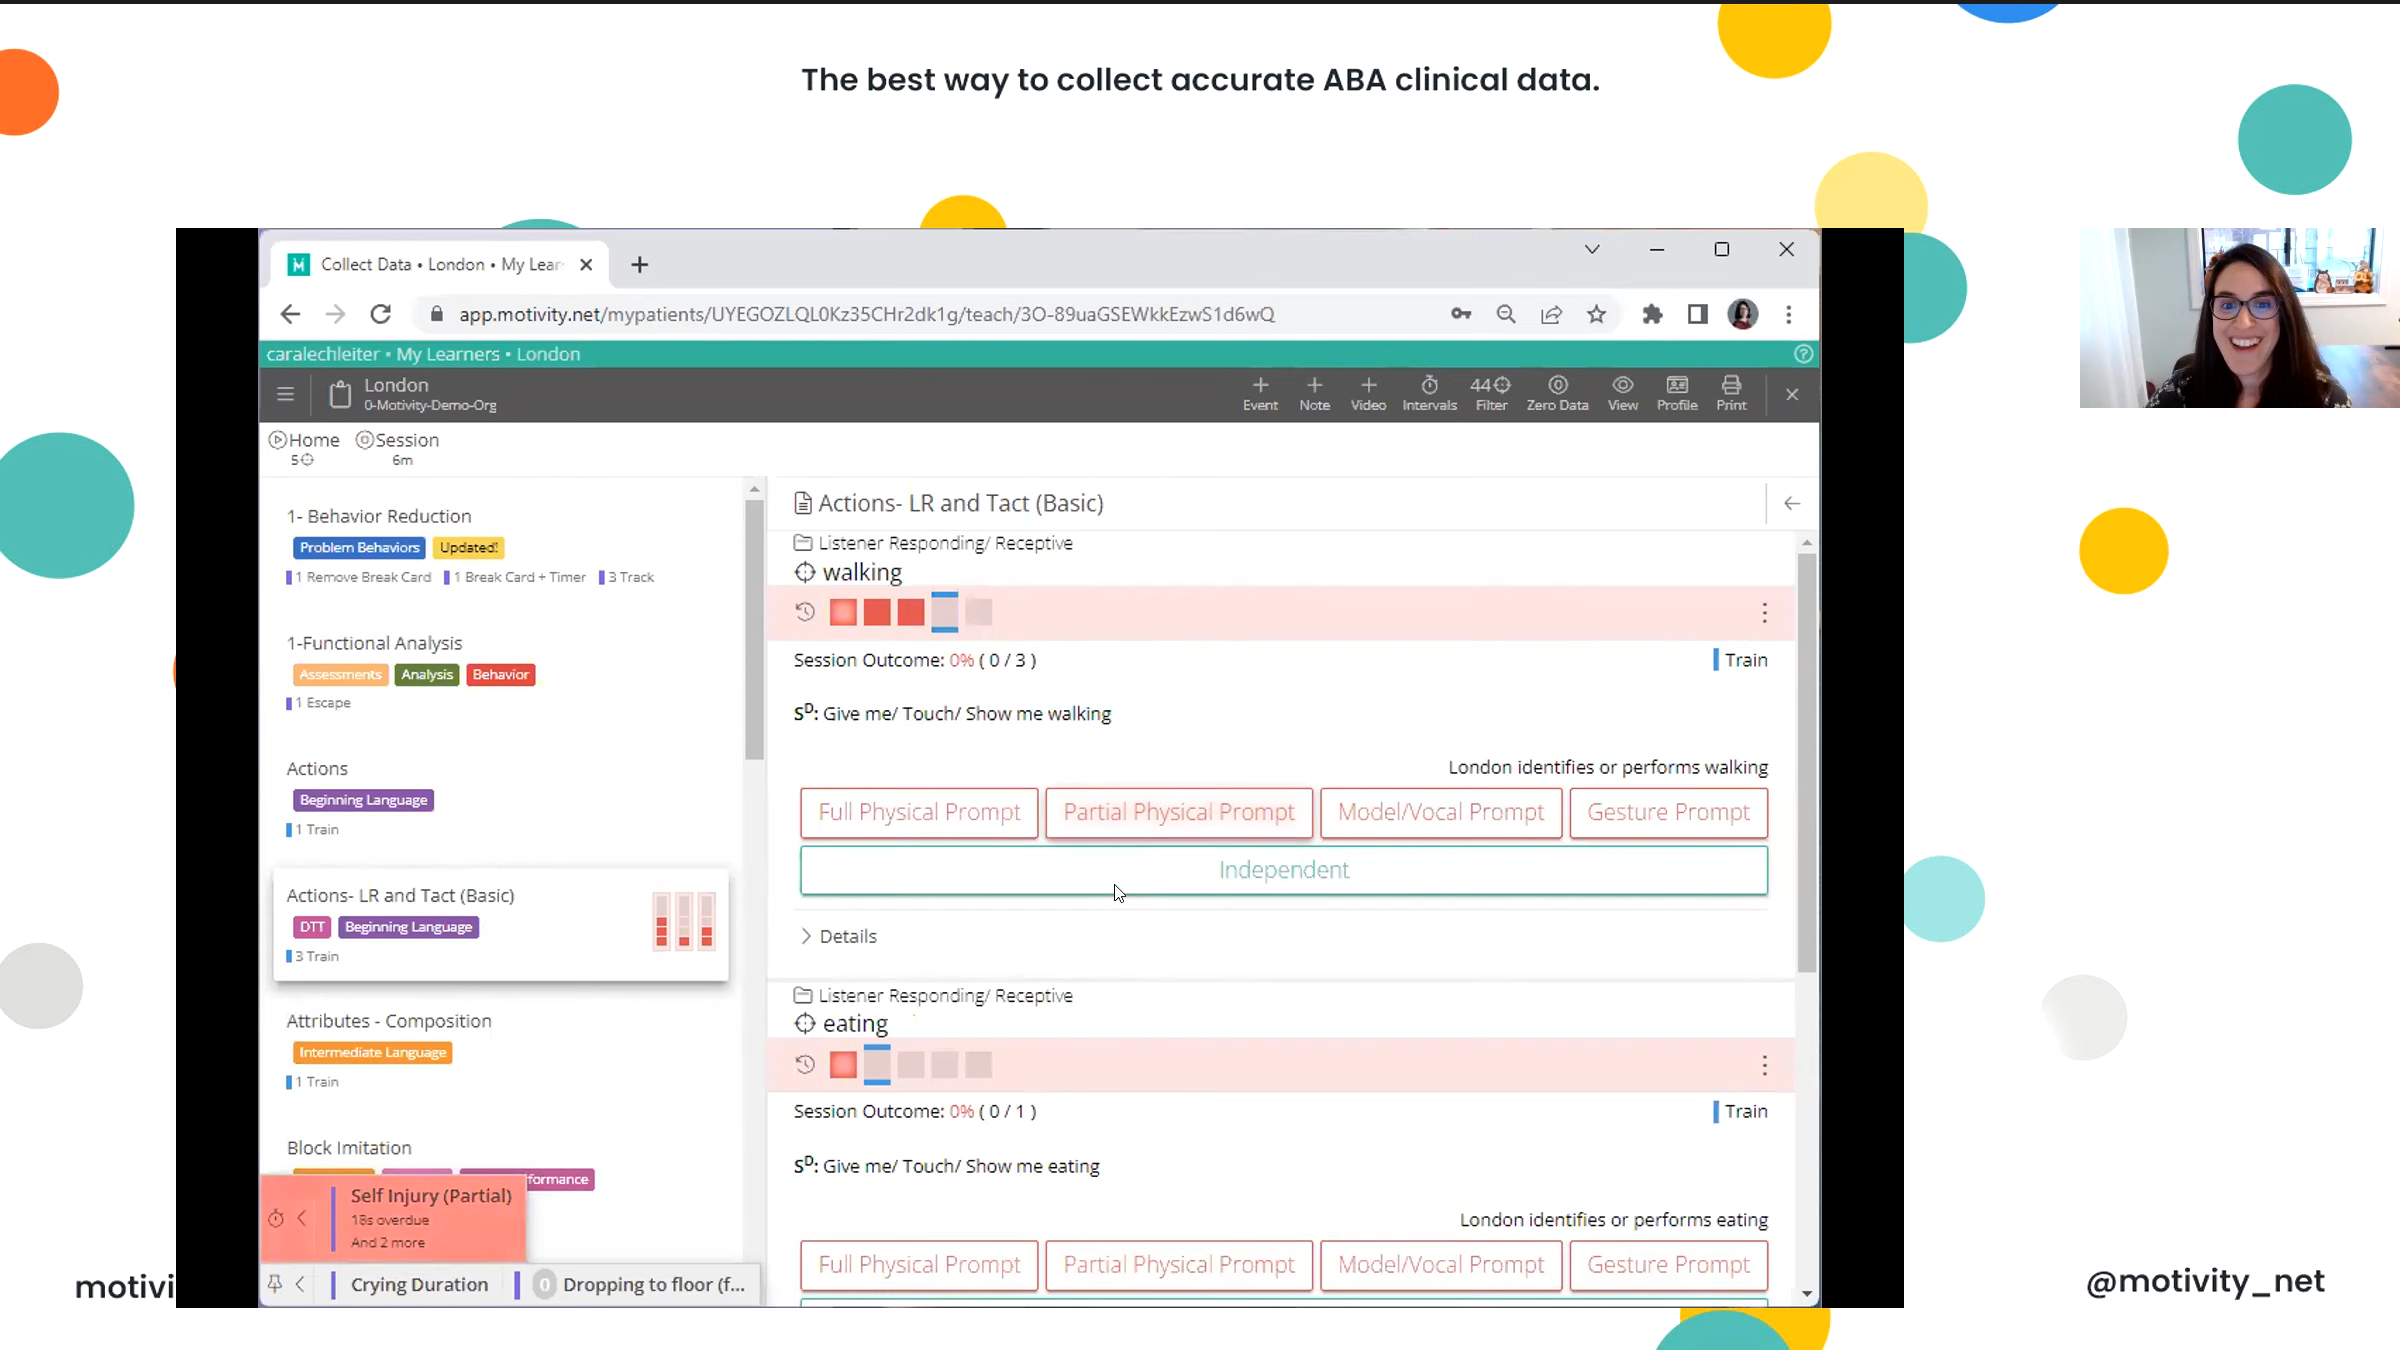 The best way to collect accurate ABA clinical data.
Collect Data • London • My Lear
app.motivity.net/mypatients/UYEGOZLQL0Kz35CHr2dk1g/teach/3O-89uaGSEWkkEzwS1d6wQ
caralechleiter • My Learners • London
London
0-Motivity-Demo-Org
Event
Note
Video
Intervals
44 Filter
Zero Data
View
Profile
Print
Home
5
Session
6m
1- Behavior Reduction
Problem Behaviors Updated!
1 Remove Break Card 1 Break Card + Timer 3 Track
1-Functional Analysis
Assessments Analysis Behavior
1 Escape
Actions
Beginning Language
1 Train
Actions- LR and Tact (Basic)
DTT Beginning Language
3 Train
Attributes - Composition
Intermediate Language
1 Train
Block Imitation
formance
Self Injury (Partial)
18s overdue
And 2 more
Crying Duration 0 Dropping to floor (f...
Actions- LR and Tact (Basic)
Listener Responding/ Receptive
walking
Session Outcome: 0% ( 0 / 3 ) Train
Sᴰ: Give me/ Touch/ Show me walking
London identifies or performs walking
Full Physical Prompt Partial Physical Prompt Model/Vocal Prompt Gesture Prompt
Independent
Details
Listener Responding/ Receptive
eating
Session Outcome: 0% ( 0 / 1 ) Train
Sᴰ: Give me/ Touch/ Show me eating
London identifies or performs eating
Full Physical Prompt Partial Physical Prompt Model/Vocal Prompt Gesture Prompt
motivi
@motivity_net